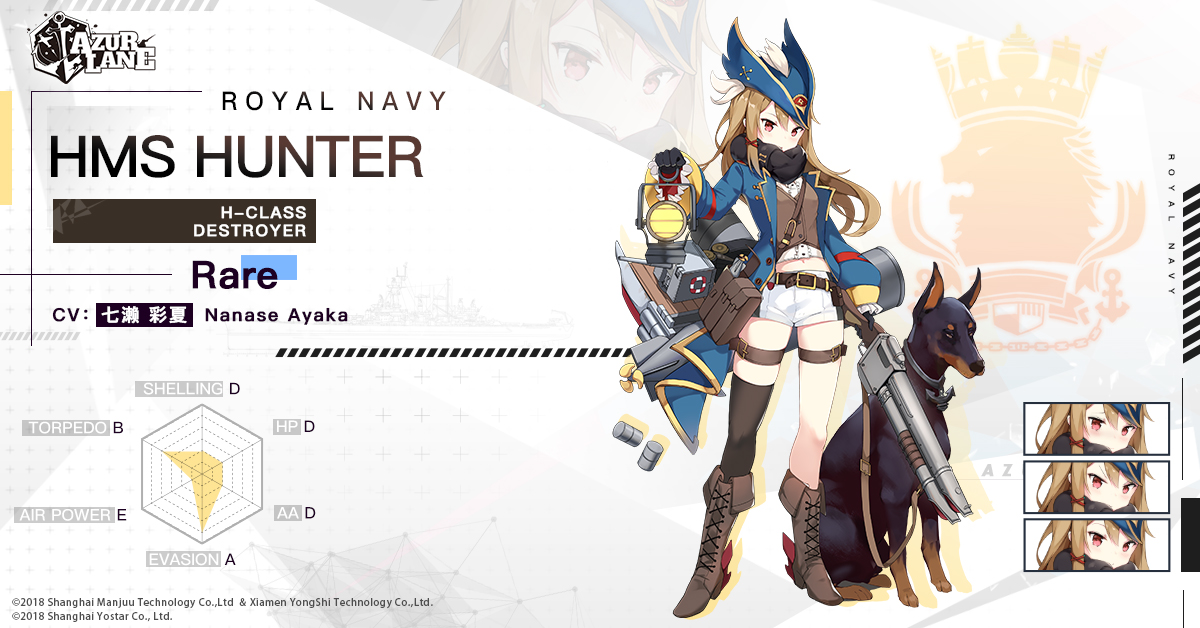 AZUR
LANE
ROYAL NAVY
HMS HUNTER
H-CLASS
DESTROYER
Rare
CV: 七瀬 彩夏 Nanase Ayaka
SHELLING D
TORPEDO B
HP D
AIR POWER E
AA D
EVASION A
ROYAL NAVY
AZ
©2018 Shanghai Manjuu Technology Co.,Ltd & Xiamen YongShi Technology Co.,Ltd.
©2018 Shanghai Yostar Co., Ltd.